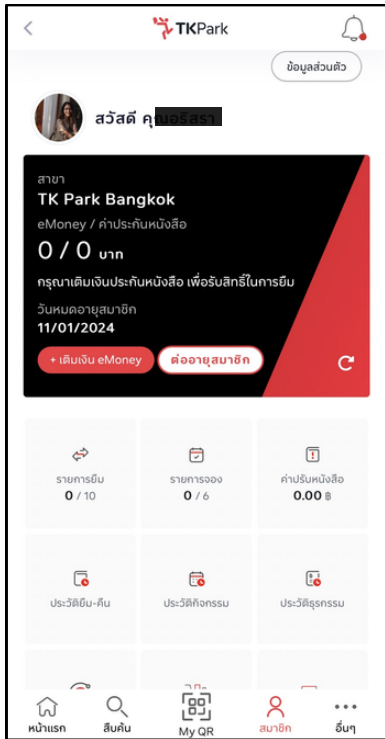 TKPark
ข้อมูลส่วนตัว
สวัสดี คุ
สาขา
TK Park Bangkok
eMoney / ค่าประกันหนังสือ
0 / 0 บาท
กรุณาเติมเงินประกันหนังสือ เพื่อรับสิทธิ์ในการยืม
วันหมดอายุสมาชิก
11/01/2024
+ เติมเงิน eMoney ต่ออายุสมาชิก
รายการยืม รายการจอง ค่าปรับหนังสือ
0 / 10 0 / 6 0.00 ฿
ประวัติยืม-คืน ประวัติกิจกรรม ประวัติธุรกรรม
หน้าแรก สืบค้น My QR สมาชิก อื่นๆ